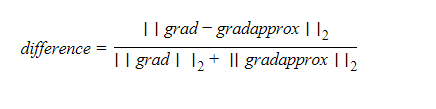 difference = | | grad − gradapprox | |₂ / | | grad | |₂ + || gradapprox | |₂